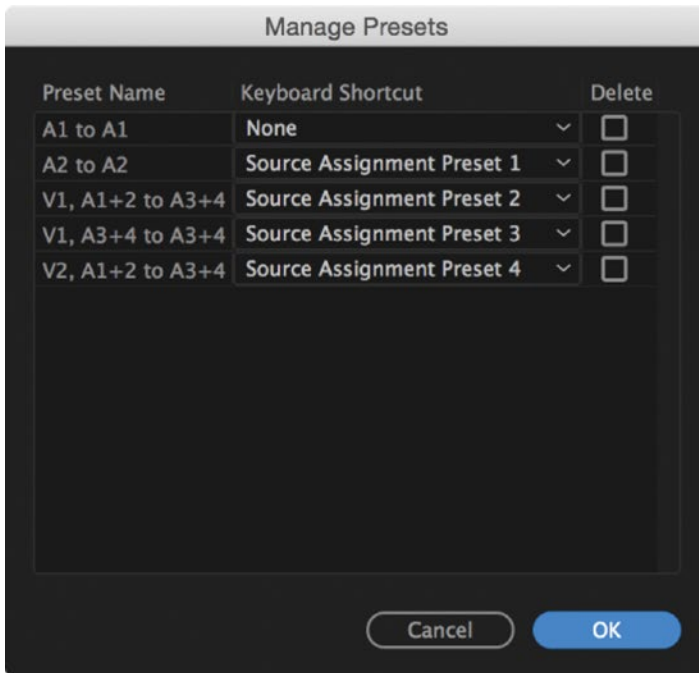 Manage Presets
Preset Name Keyboard Shortcut Delete
A1 to A1 None
A2 to A2 Source Assignment Preset 1
V1, A1+2 to A3+4 Source Assignment Preset 2
V1, A3+4 to A3+4 Source Assignment Preset 3
V2, A1+2 to A3+4 Source Assignment Preset 4
Cancel OK